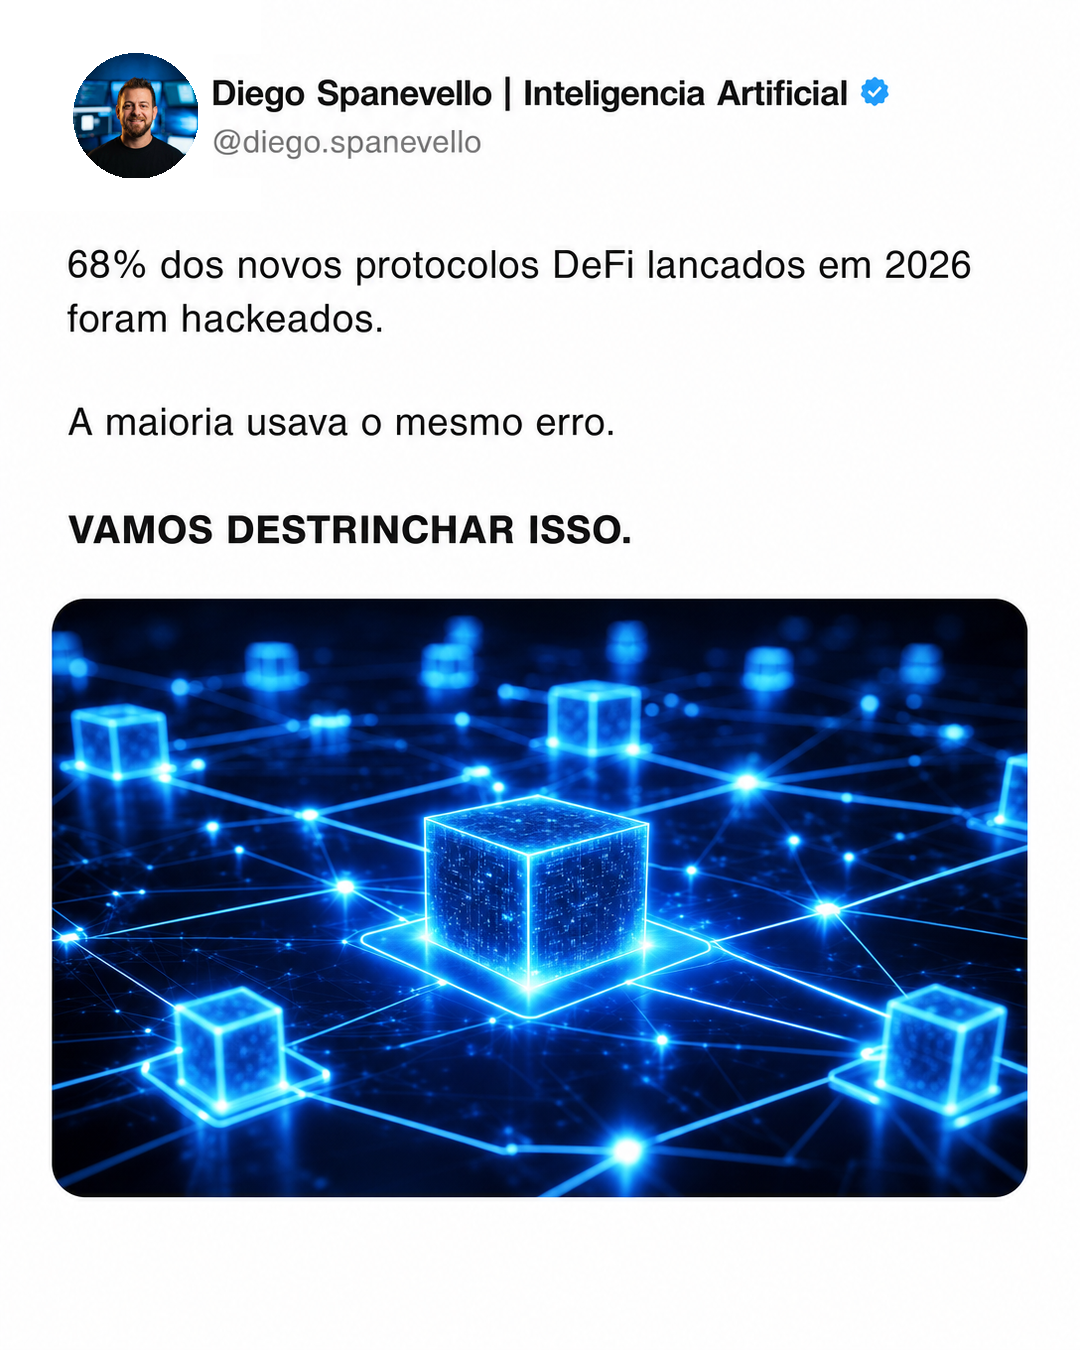 Diego Spanevello | Inteligencia Artificial
@diego.spanevello
68% dos novos protocolos DeFi lancados em 2026
foram hackeados.
A maioria usava o mesmo erro.
VAMOS DESTRINCHAR ISSO.